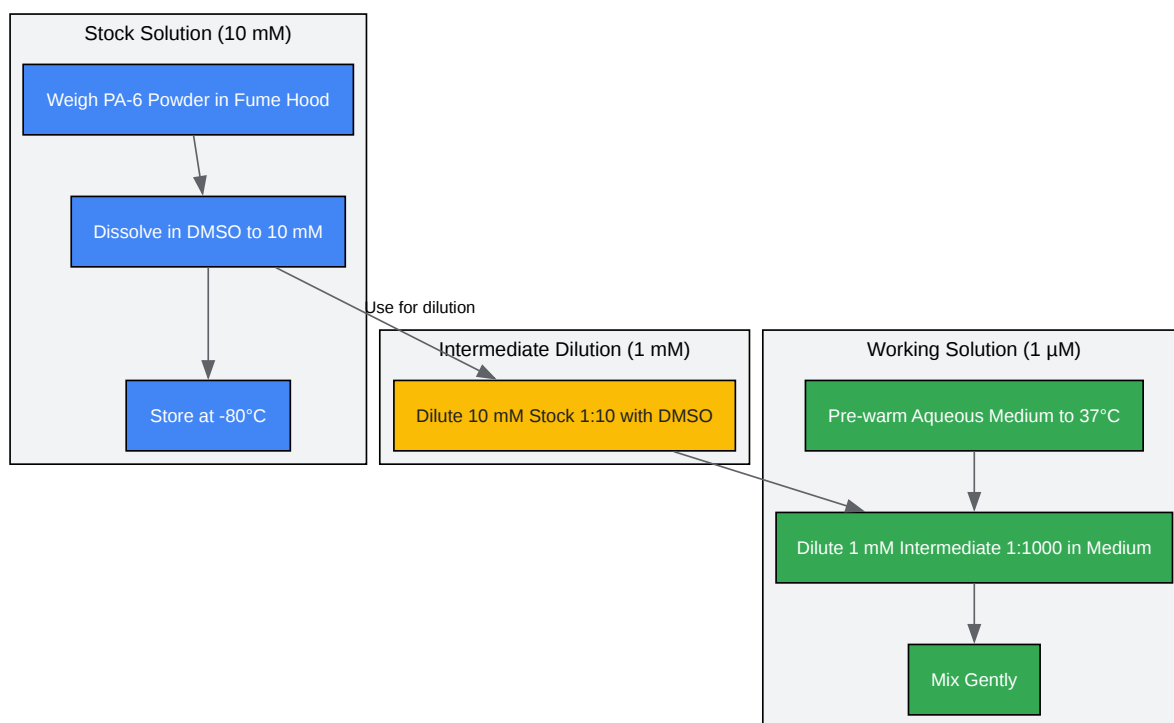 Stock Solution (10 mM)
Weigh PA-6 Powder in Fume Hood
Dissolve in DMSO to 10 mM
Store at -80°C
Use for dilution
Intermediate Dilution (1 mM)
Dilute 10 mM Stock 1:10 with DMSO
Working Solution (1 µM)
Pre-warm Aqueous Medium to 37°C
Dilute 1 mM Intermediate 1:1000 in Medium
Mix Gently